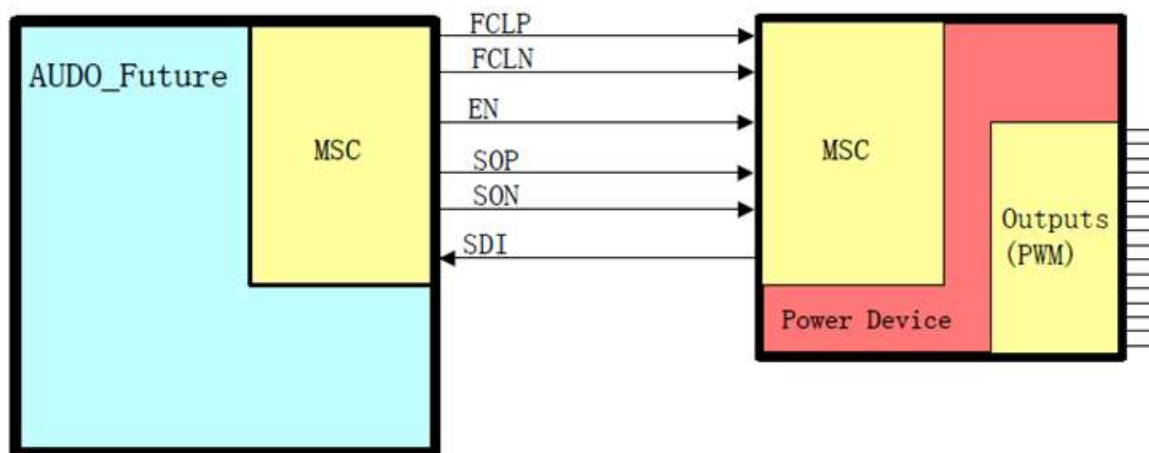 AUDO_Future
MSC
FCLP
FCLN
EN
SOP
SON
SDI
MSC
Outputs
(PWM)
Power Device